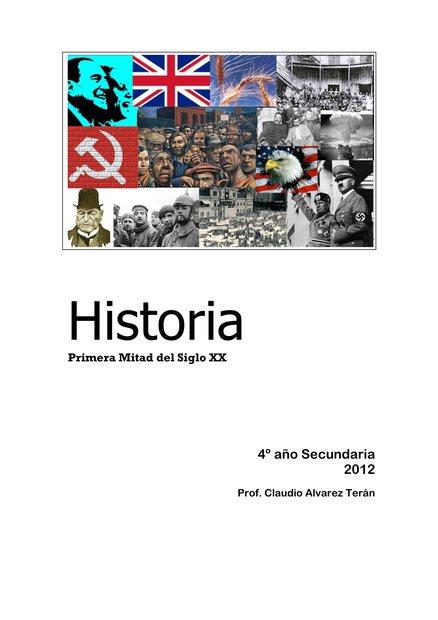 Historia
Primera Mitad del Siglo XX
4º año Secundaria
2012
Prof. Claudio Alvarez Terán